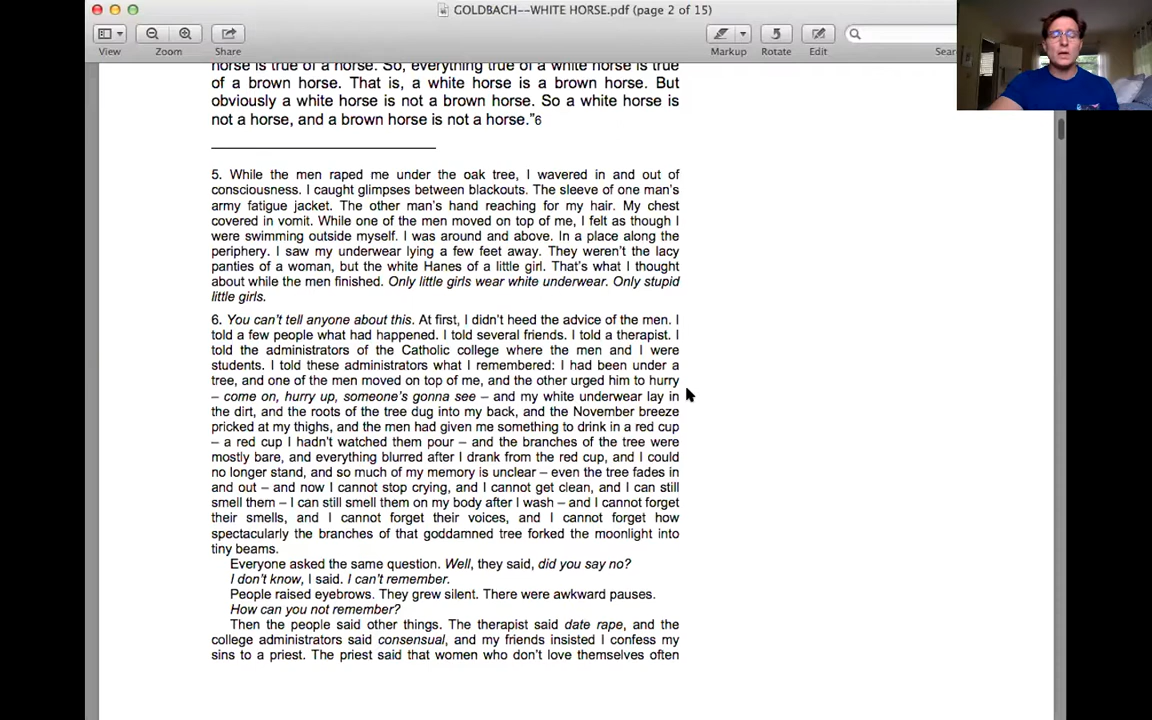 GOLDBACH--WHITE HORSE.pdf (page 2 of 15)
View
Zoom
Share
Markup
Rotate
Edit
Sear
horse is true of a horse. So, everything true of a white horse is true
of a brown horse. That is, a white horse is a brown horse. But
obviously a white horse is not a brown horse. So a white horse is
not a horse, and a brown horse is not a horse.”6
5. While the men raped me under the oak tree, I wavered in and out of
consciousness. I caught glimpses between blackouts. The sleeve of one man’s
army fatigue jacket. The other man’s hand reaching for my hair. My chest
covered in vomit. While one of the men moved on top of me, I felt as though I
were swimming outside myself. I was around and above. In a place along the
periphery. I saw my underwear lying a few feet away. They weren’t the lacy
panties of a woman, but the white Hanes of a little girl. That’s what I thought
about while the men finished. Only little girls wear white underwear. Only stupid
little girls.
6. You can’t tell anyone about this. At first, I didn’t heed the advice of the men. I
told a few people what had happened. I told several friends. I told a therapist. I
told the administrators of the Catholic college where the men and I were
students. I told these administrators what I remembered: I had been under a
tree, and one of the men moved on top of me, and the other urged him to hurry
– come on, hurry up, someone’s gonna see – and my white underwear lay in
the dirt, and the roots of the tree dug into my back, and the November breeze
pricked at my thighs, and the men had given me something to drink in a red cup
– a red cup I hadn’t watched them pour – and the branches of the tree were
mostly bare, and everything blurred after I drank from the red cup, and I could
no longer stand, and so much of my memory is unclear – even the tree fades in
and out – and now I cannot stop crying, and I cannot get clean, and I can still
smell them – I can still smell them on my body after I wash – and I cannot forget
their smells, and I cannot forget their voices, and I cannot forget how
spectacularly the branches of that goddamned tree forked the moonlight into
tiny beams.
Everyone asked the same question. Well, they said, did you say no?
I don’t know, I said. I can’t remember.
People raised eyebrows. They grew silent. There were awkward pauses.
How can you not remember?
Then the people said other things. The therapist said date rape, and the
college administrators said consensual, and my friends insisted I confess my
sins to a priest. The priest said that women who don’t love themselves often